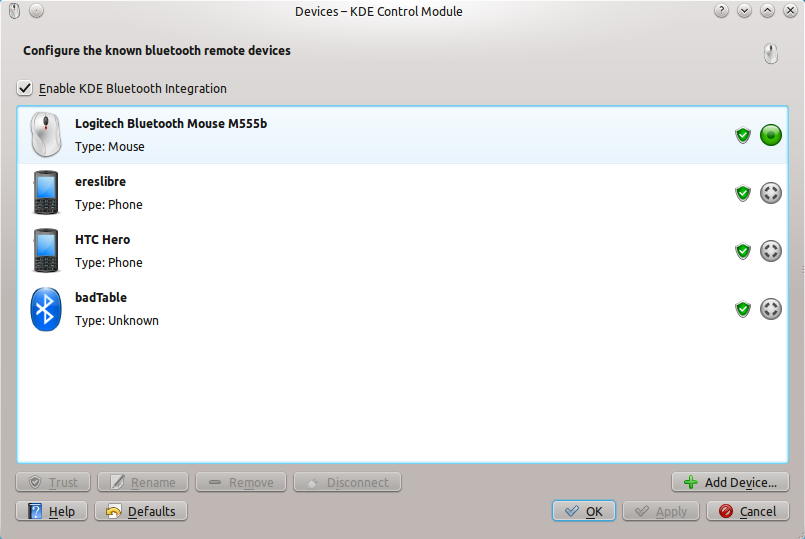 Devices – KDE Control Module
Configure the known bluetooth remote devices
Enable KDE Bluetooth Integration
Logitech Bluetooth Mouse M555b
Type: Mouse
ereslibre
Type: Phone
HTC Hero
Type: Phone
badTable
Type: Unknown
Trust Rename Remove Disconnect Add Device...
Help Defaults OK Apply Cancel